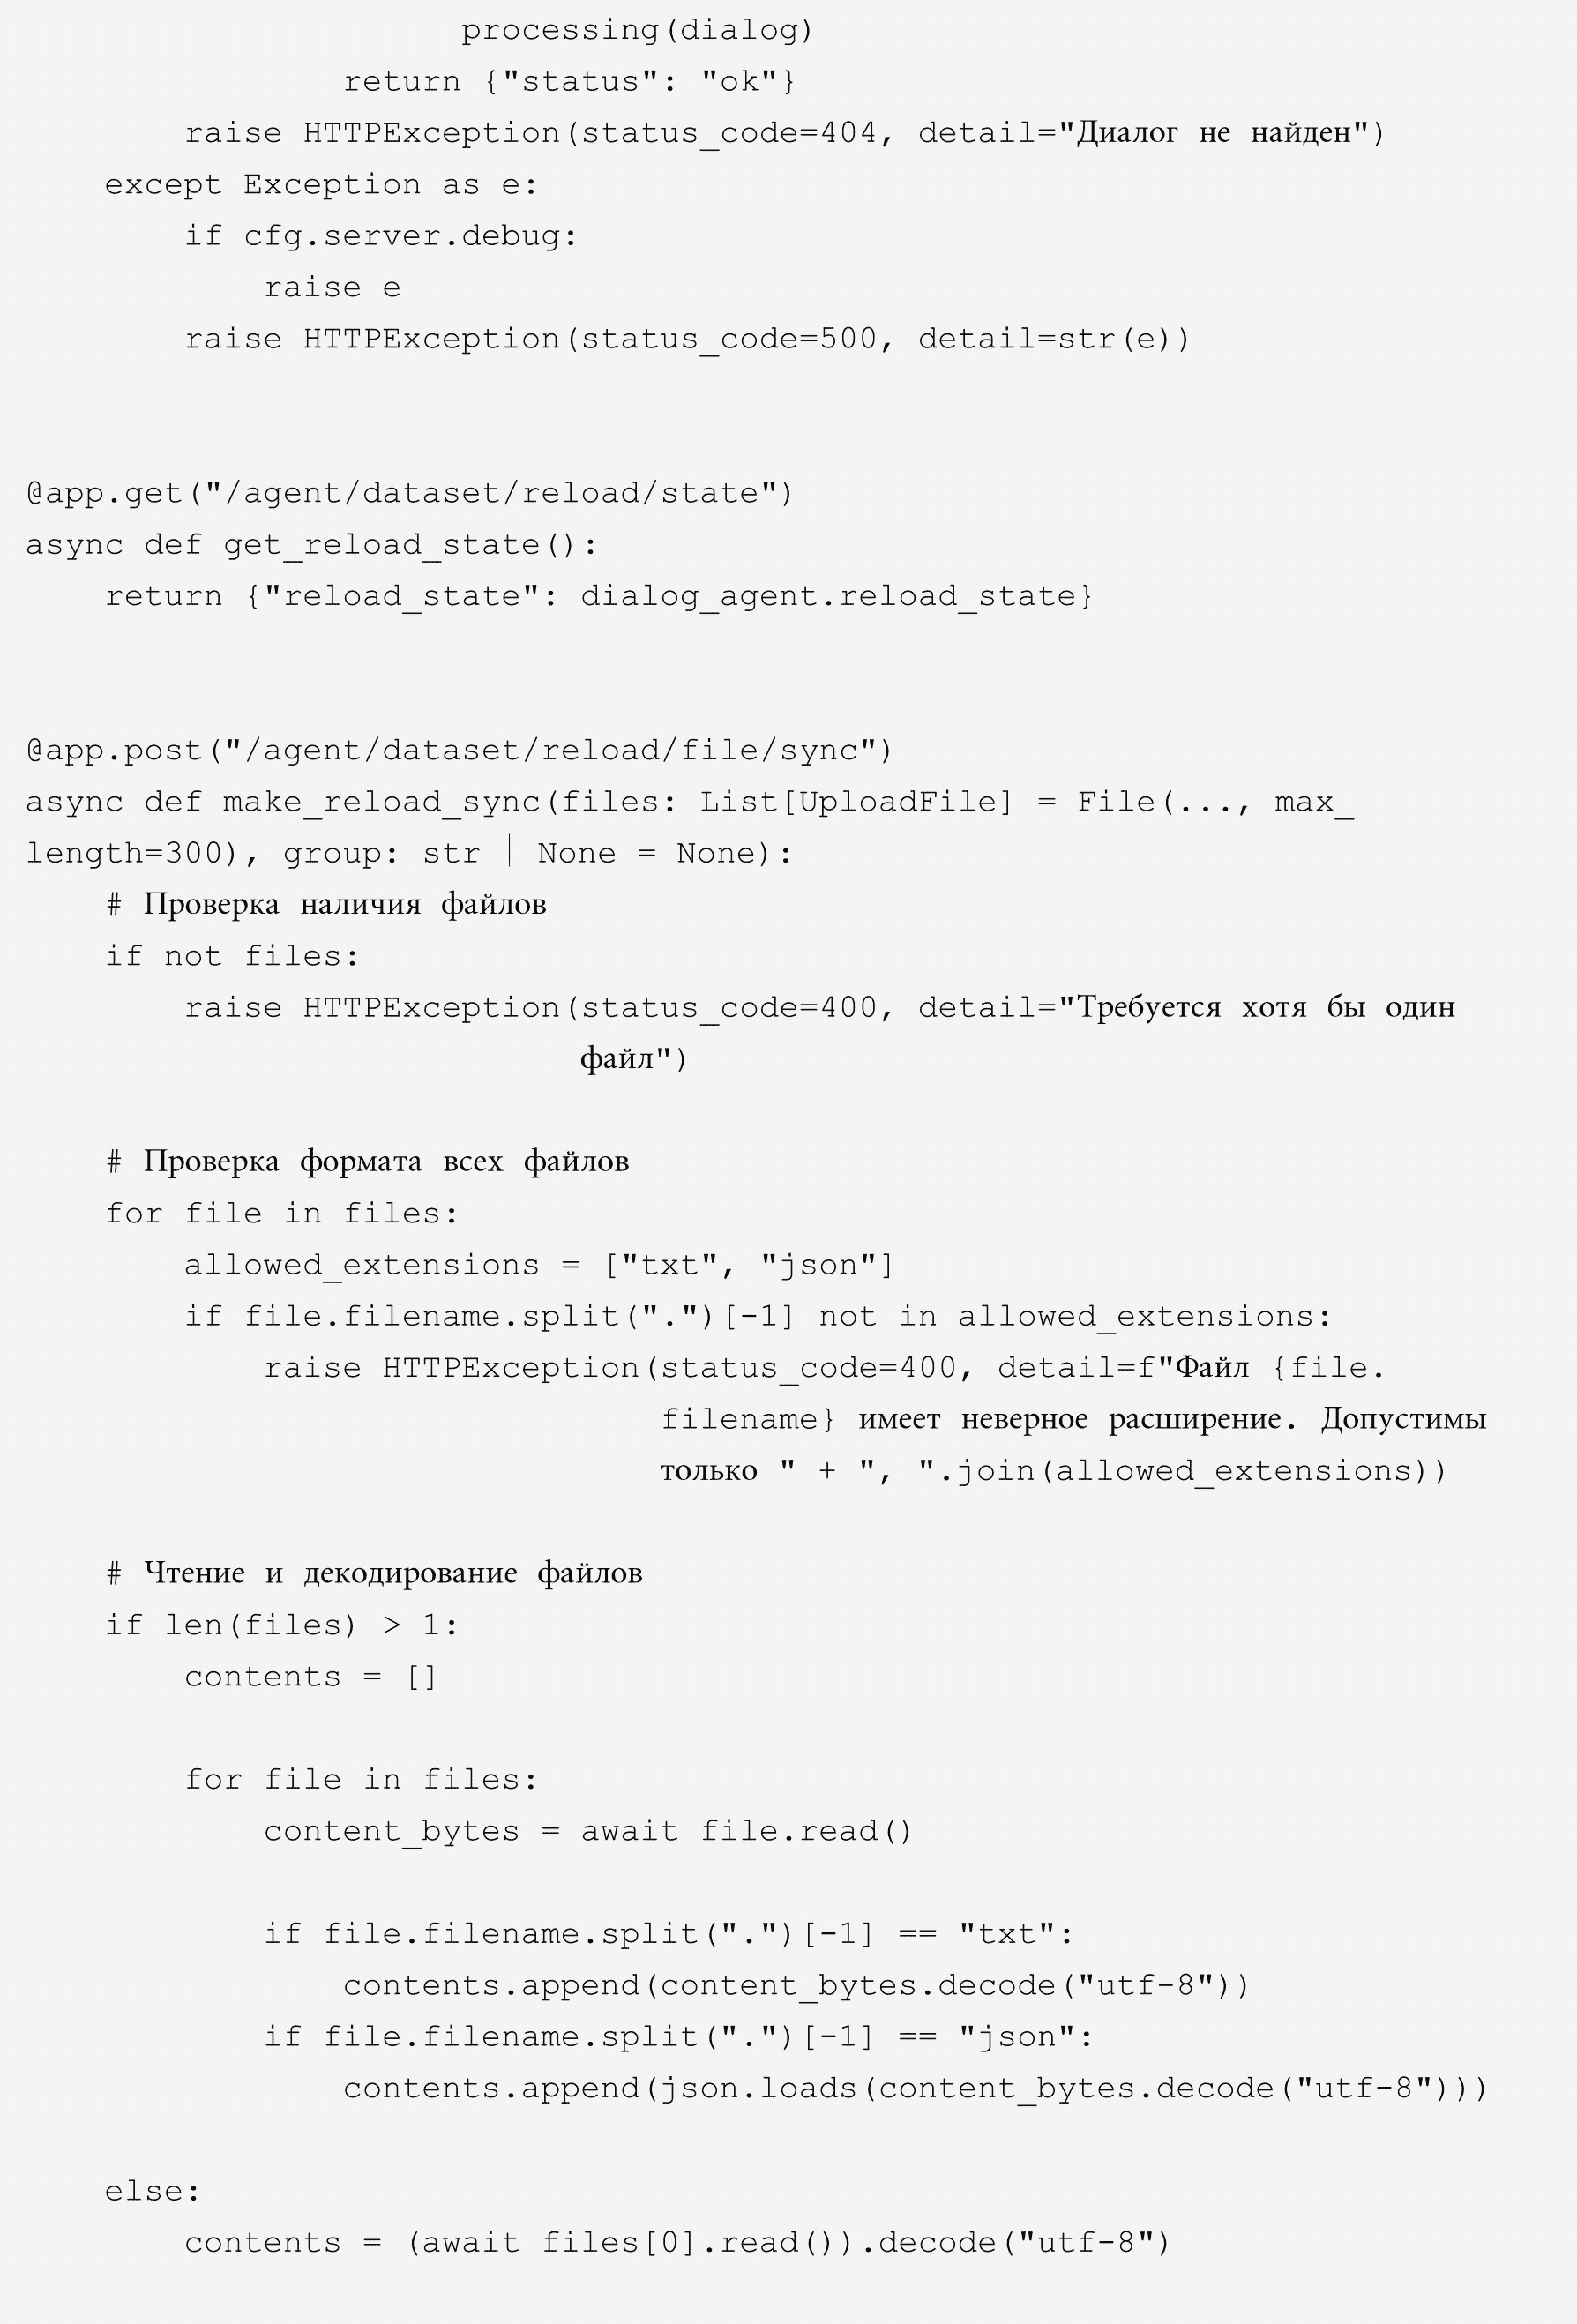 processing(dialog)
                return {"status": "ok"}
        raise HTTPException(status_code=404, detail="Диалог не найден")
    except Exception as e:
        if cfg.server.debug:
            raise e
        raise HTTPException(status_code=500, detail=str(e))


@app.get("/agent/dataset/reload/state")
async def get_reload_state():
    return {"reload_state": dialog_agent.reload_state}


@app.post("/agent/dataset/reload/file/sync")
async def make_reload_sync(files: List[UploadFile] = File(..., max_
length=300), group: str | None = None):
    # Проверка наличия файлов
    if not files:
        raise HTTPException(status_code=400, detail="Требуется хотя бы один
                            файл")

    # Проверка формата всех файлов
    for file in files:
        allowed_extensions = ["txt", "json"]
        if file.filename.split(".")[-1] not in allowed_extensions:
            raise HTTPException(status_code=400, detail=f"Файл {file.
                                filename} имеет неверное расширение. Допустимы
                                только " + ", ".join(allowed_extensions))

    # Чтение и декодирование файлов
    if len(files) > 1:
        contents = []

        for file in files:
            content_bytes = await file.read()

            if file.filename.split(".")[-1] == "txt":
                contents.append(content_bytes.decode("utf-8"))
            if file.filename.split(".")[-1] == "json":
                contents.append(json.loads(content_bytes.decode("utf-8")))

    else:
        contents = (await files[0].read()).decode("utf-8")